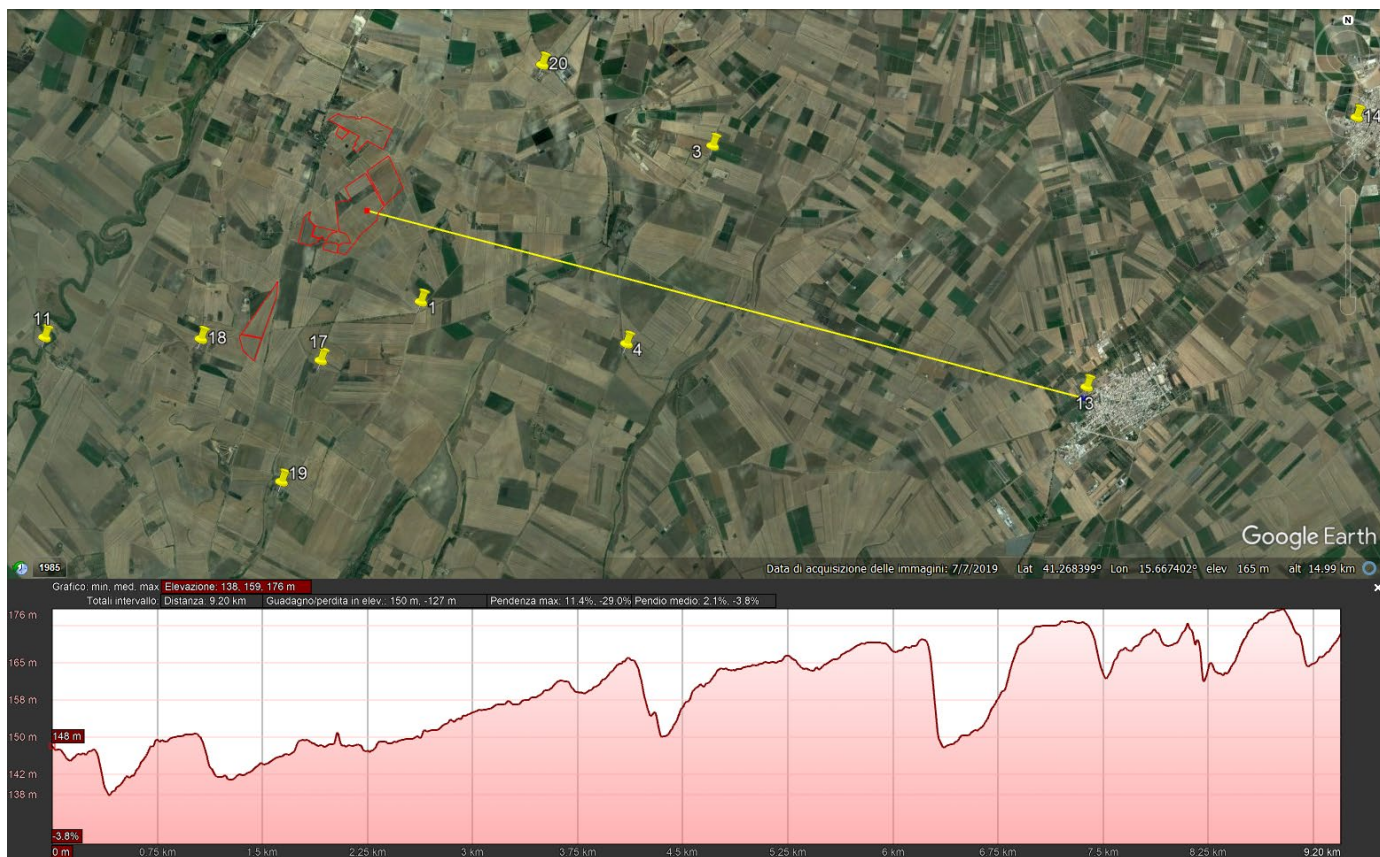 N
20
14
3
1
11
18
17
4
13
19
Google Earth
1985
Data di acquisizione delle immagini: 7/7/2019 Lat 41.268399° Lon 15.667402° elev 165 m alt 14.99 km
Grafico: min. med. max Elevazione: 138, 159, 176 m
Totali intervallo: Distanza: 9.20 km Guadagno/perdita in elev.: 150 m, -127 m Pendenza max: 11.4%, -29.0% Pendio medio: 2.1%, -3.8%
176 m
165 m
158 m
150 m
148 m
142 m
138 m
-3.8%
0 m 0.75 km 1.5 km 2.25 km 3 km 3.75 km 4.5 km 5.25 km 6 km 6.75 km 7.5 km 8.25 km 9.20 km